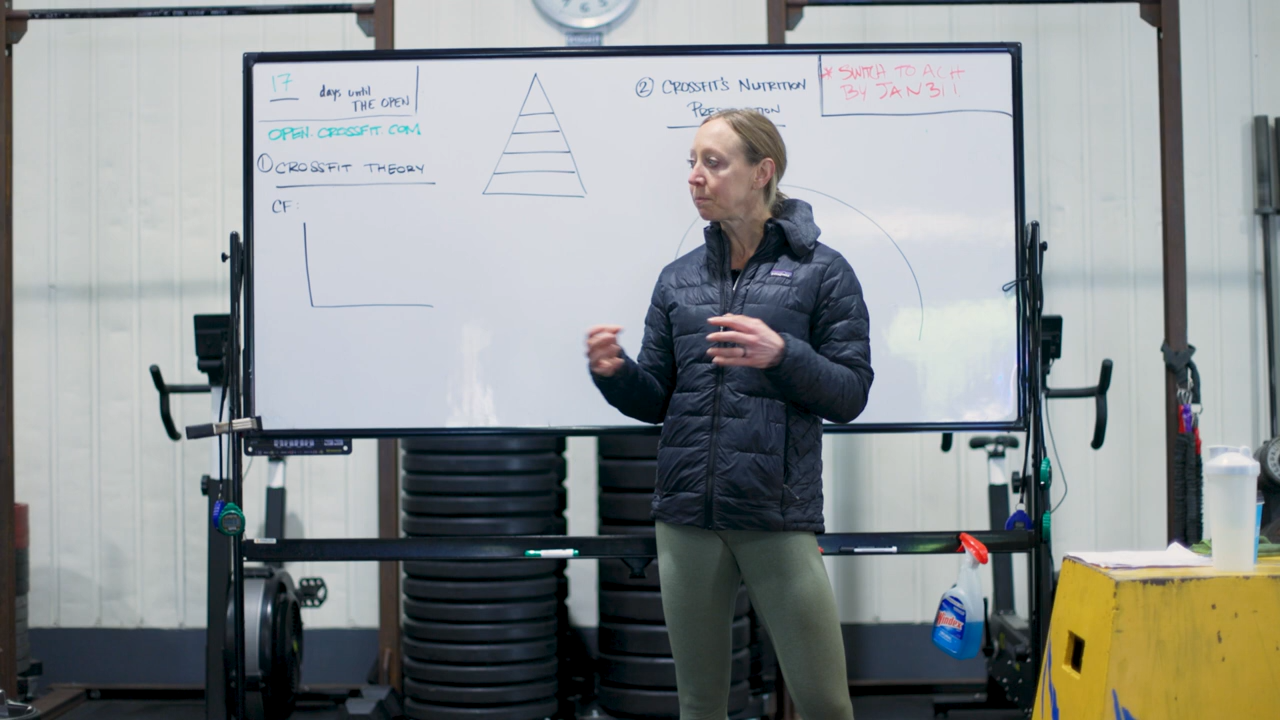 17
days until
THE OPEN
OPEN.CROSSFIT.COM
① CROSSFIT THEORY
CF:
② CROSSFIT'S NUTRITION
* SWITCH TO ACH
BY JAN 31!
Windex